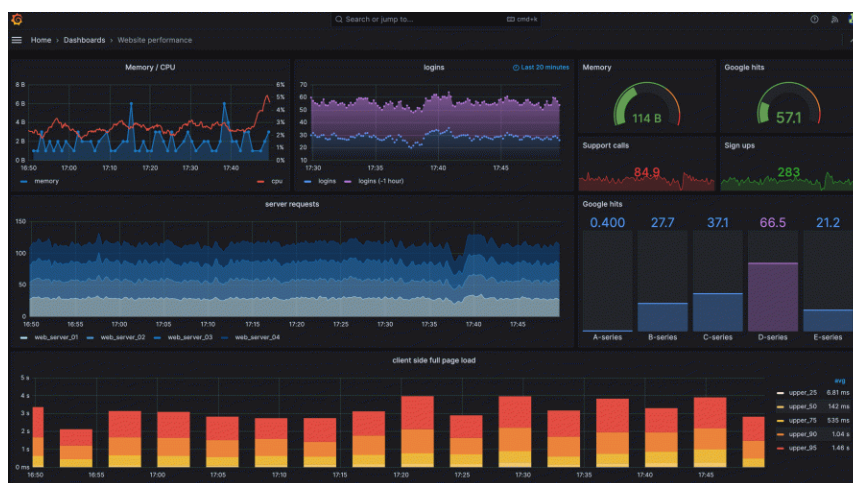 Search or jump to...
cmd+k
Home › Dashboards › Website performance
Memory / CPU
8 B
6 B
4 B
2 B
0 B
6%
5%
4%
3%
2%
1%
0%
16:50 17:00 17:10 17:20 17:30 17:40
memory
cpu
logins
Last 20 minutes
70
60
50
40
30
20
10
17:30 17:35 17:40 17:45
logins logins (-1 hour)
Memory
114 B
Google hits
57.1
Support calls
84.9
Sign ups
283
server requests
150
100
50
0
16:50 16:55 17:00 17:05 17:10 17:15 17:20 17:25 17:30 17:35 17:40 17:45
web_server_01 web_server_02 web_server_03 web_server_04
Google hits
0.400 27.7 37.1 66.5 21.2
A-series B-series C-series D-series E-series
client side full page load
5 s
4 s
3 s
2 s
1 s
0 ms
16:50 16:55 17:00 17:05 17:10 17:15 17:20 17:25 17:30 17:35 17:40 17:45
avg
upper_25 6.81 ms
upper_50 142 ms
upper_75 535 ms
upper_90 1.04 s
upper_95 1.46 s